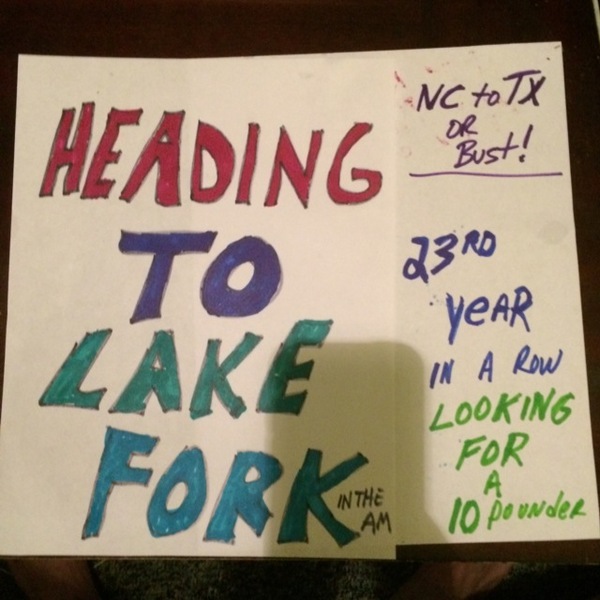 HEADING
TO
LAKE
FORK
IN THE
AM
NC to TX
OR
Bust!
23RD
YEAR
IN A ROW
LOOKING
FOR
A
10 Pounder